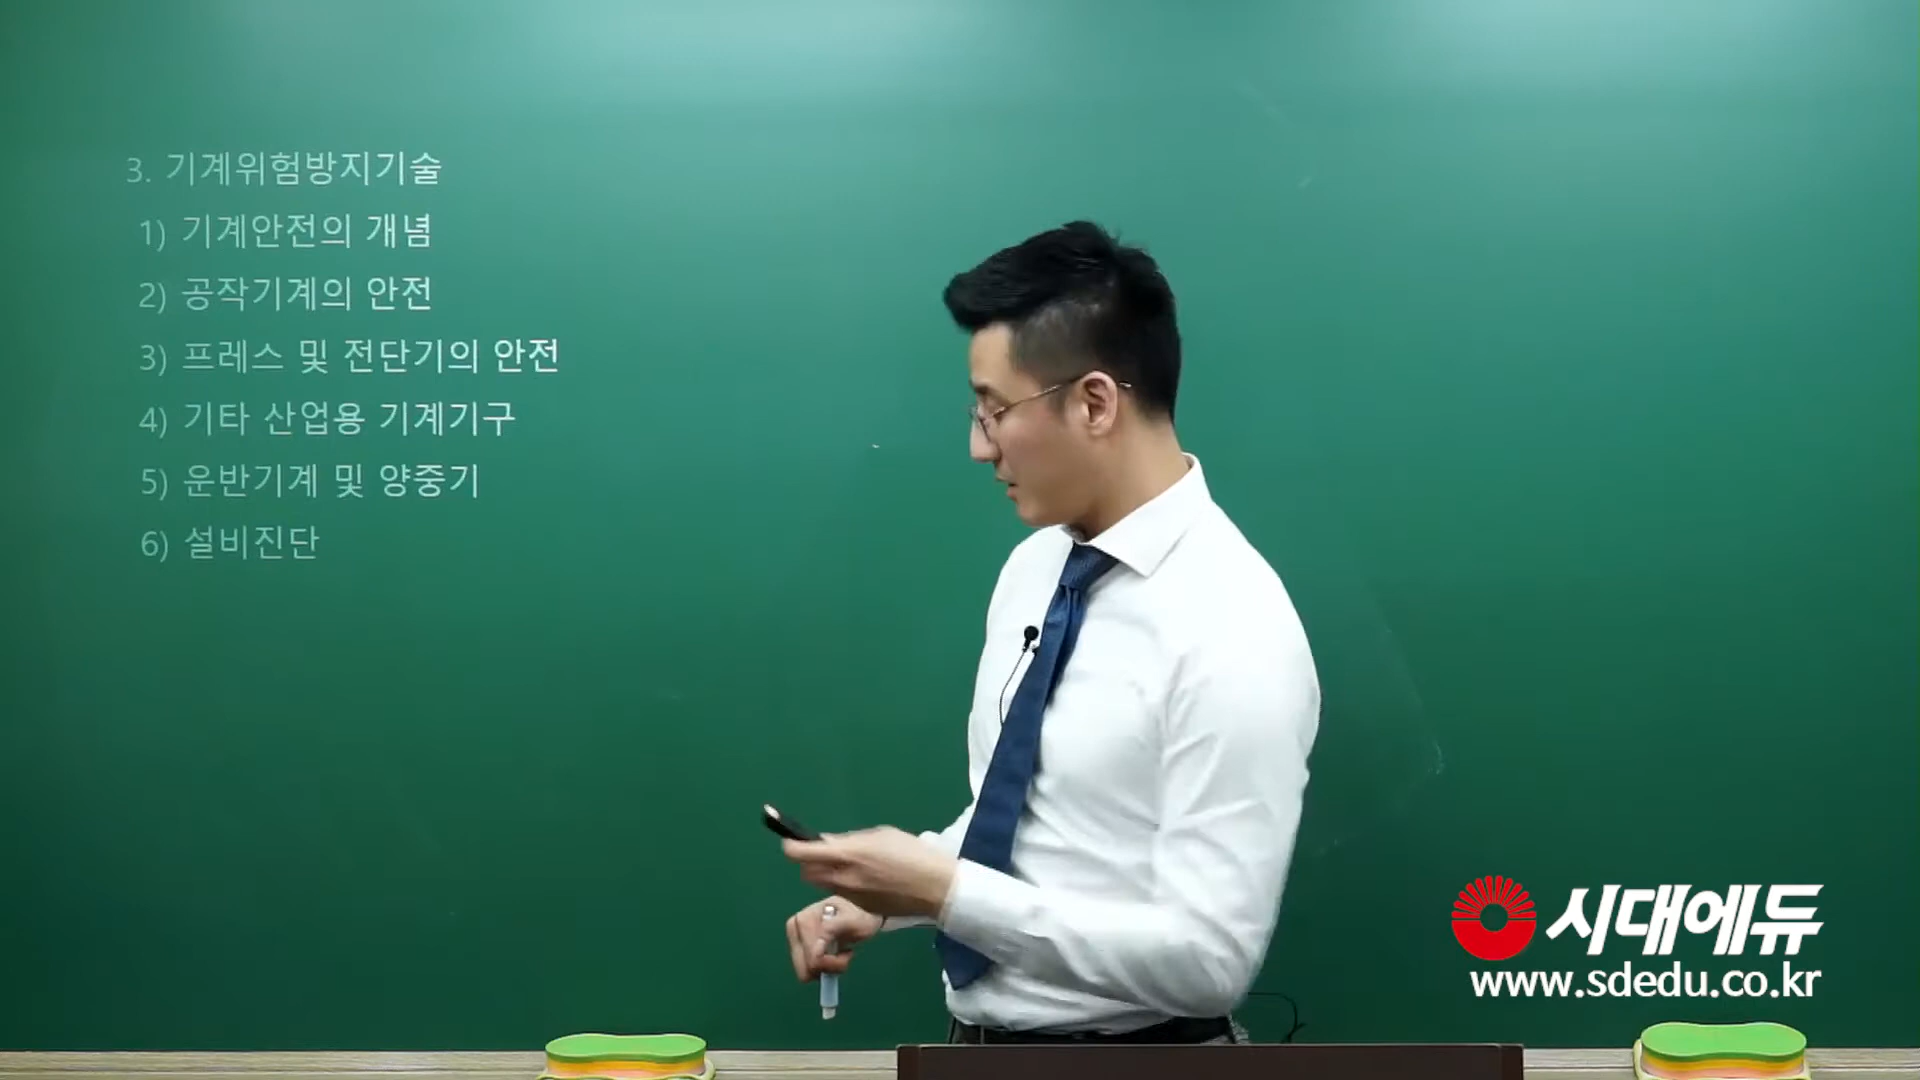 3. 기계위험방지기술
1) 기계안전의 개념
2) 공작기계의 안전
3) 프레스 및 전단기의 안전
4) 기타 산업용 기계기구
5) 운반기계 및 양중기
6) 설비진단
시대에듀
www.sdedu.co.kr